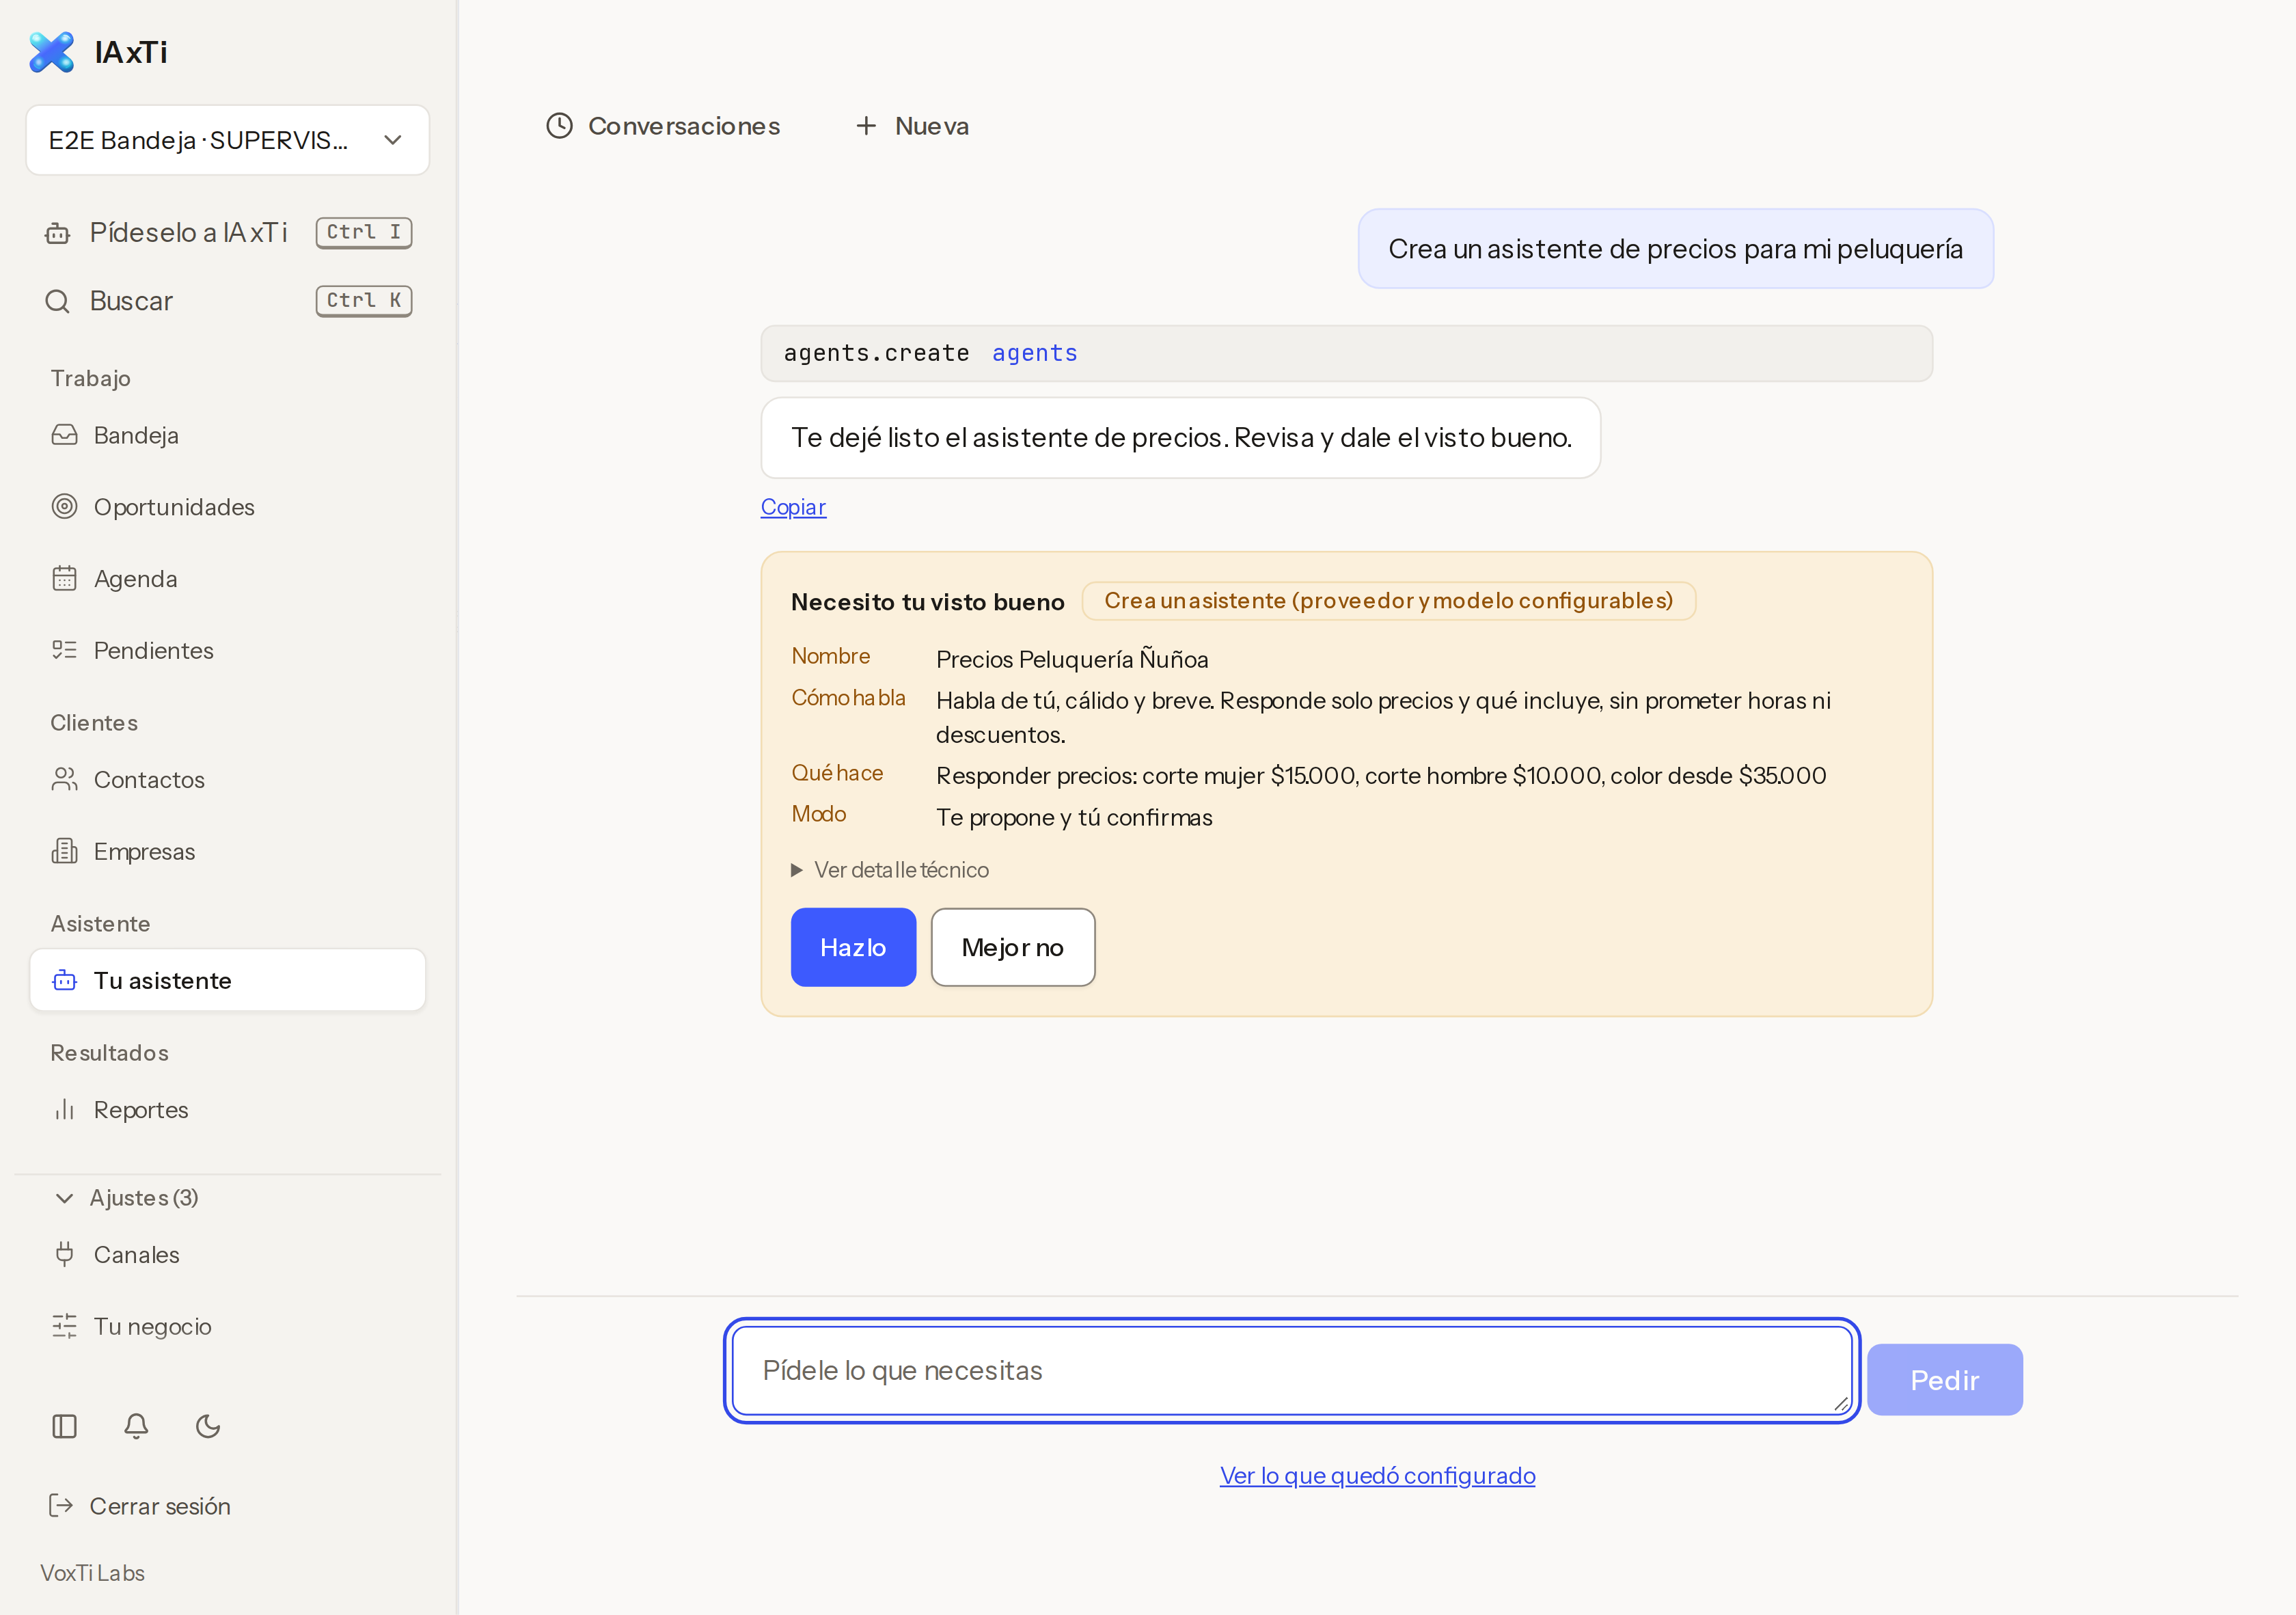 IAxTi
E2E Bandeja · SUPERVIS...
Pídeselo a IAxTi Ctrl I
Buscar Ctrl K
Trabajo
Bandeja
Oportunidades
Agenda
Pendientes
Clientes
Contactos
Empresas
Asistente
Tu asistente
Resultados
Reportes
Ajustes (3)
Canales
Tu negocio
Cerrar sesión
VoxTi Labs
Conversaciones Nueva
Crea un asistente de precios para mi peluquería
agents.create agents
Te dejé listo el asistente de precios. Revisa y dale el visto bueno.
Copiar
Necesito tu visto bueno Crea un asistente (proveedor y modelo configurables)
Nombre Precios Peluquería Ñuñoa
Cómo habla Habla de tú, cálido y breve. Responde solo precios y qué incluye, sin prometer horas ni
descuentos.
Qué hace Responder precios: corte mujer $15.000, corte hombre $10.000, color desde $35.000
Modo Te propone y tú confirmas
Ver detalle técnico
Hazlo Mejor no
Pídele lo que necesitas
Pedir
Ver lo que quedó configurado